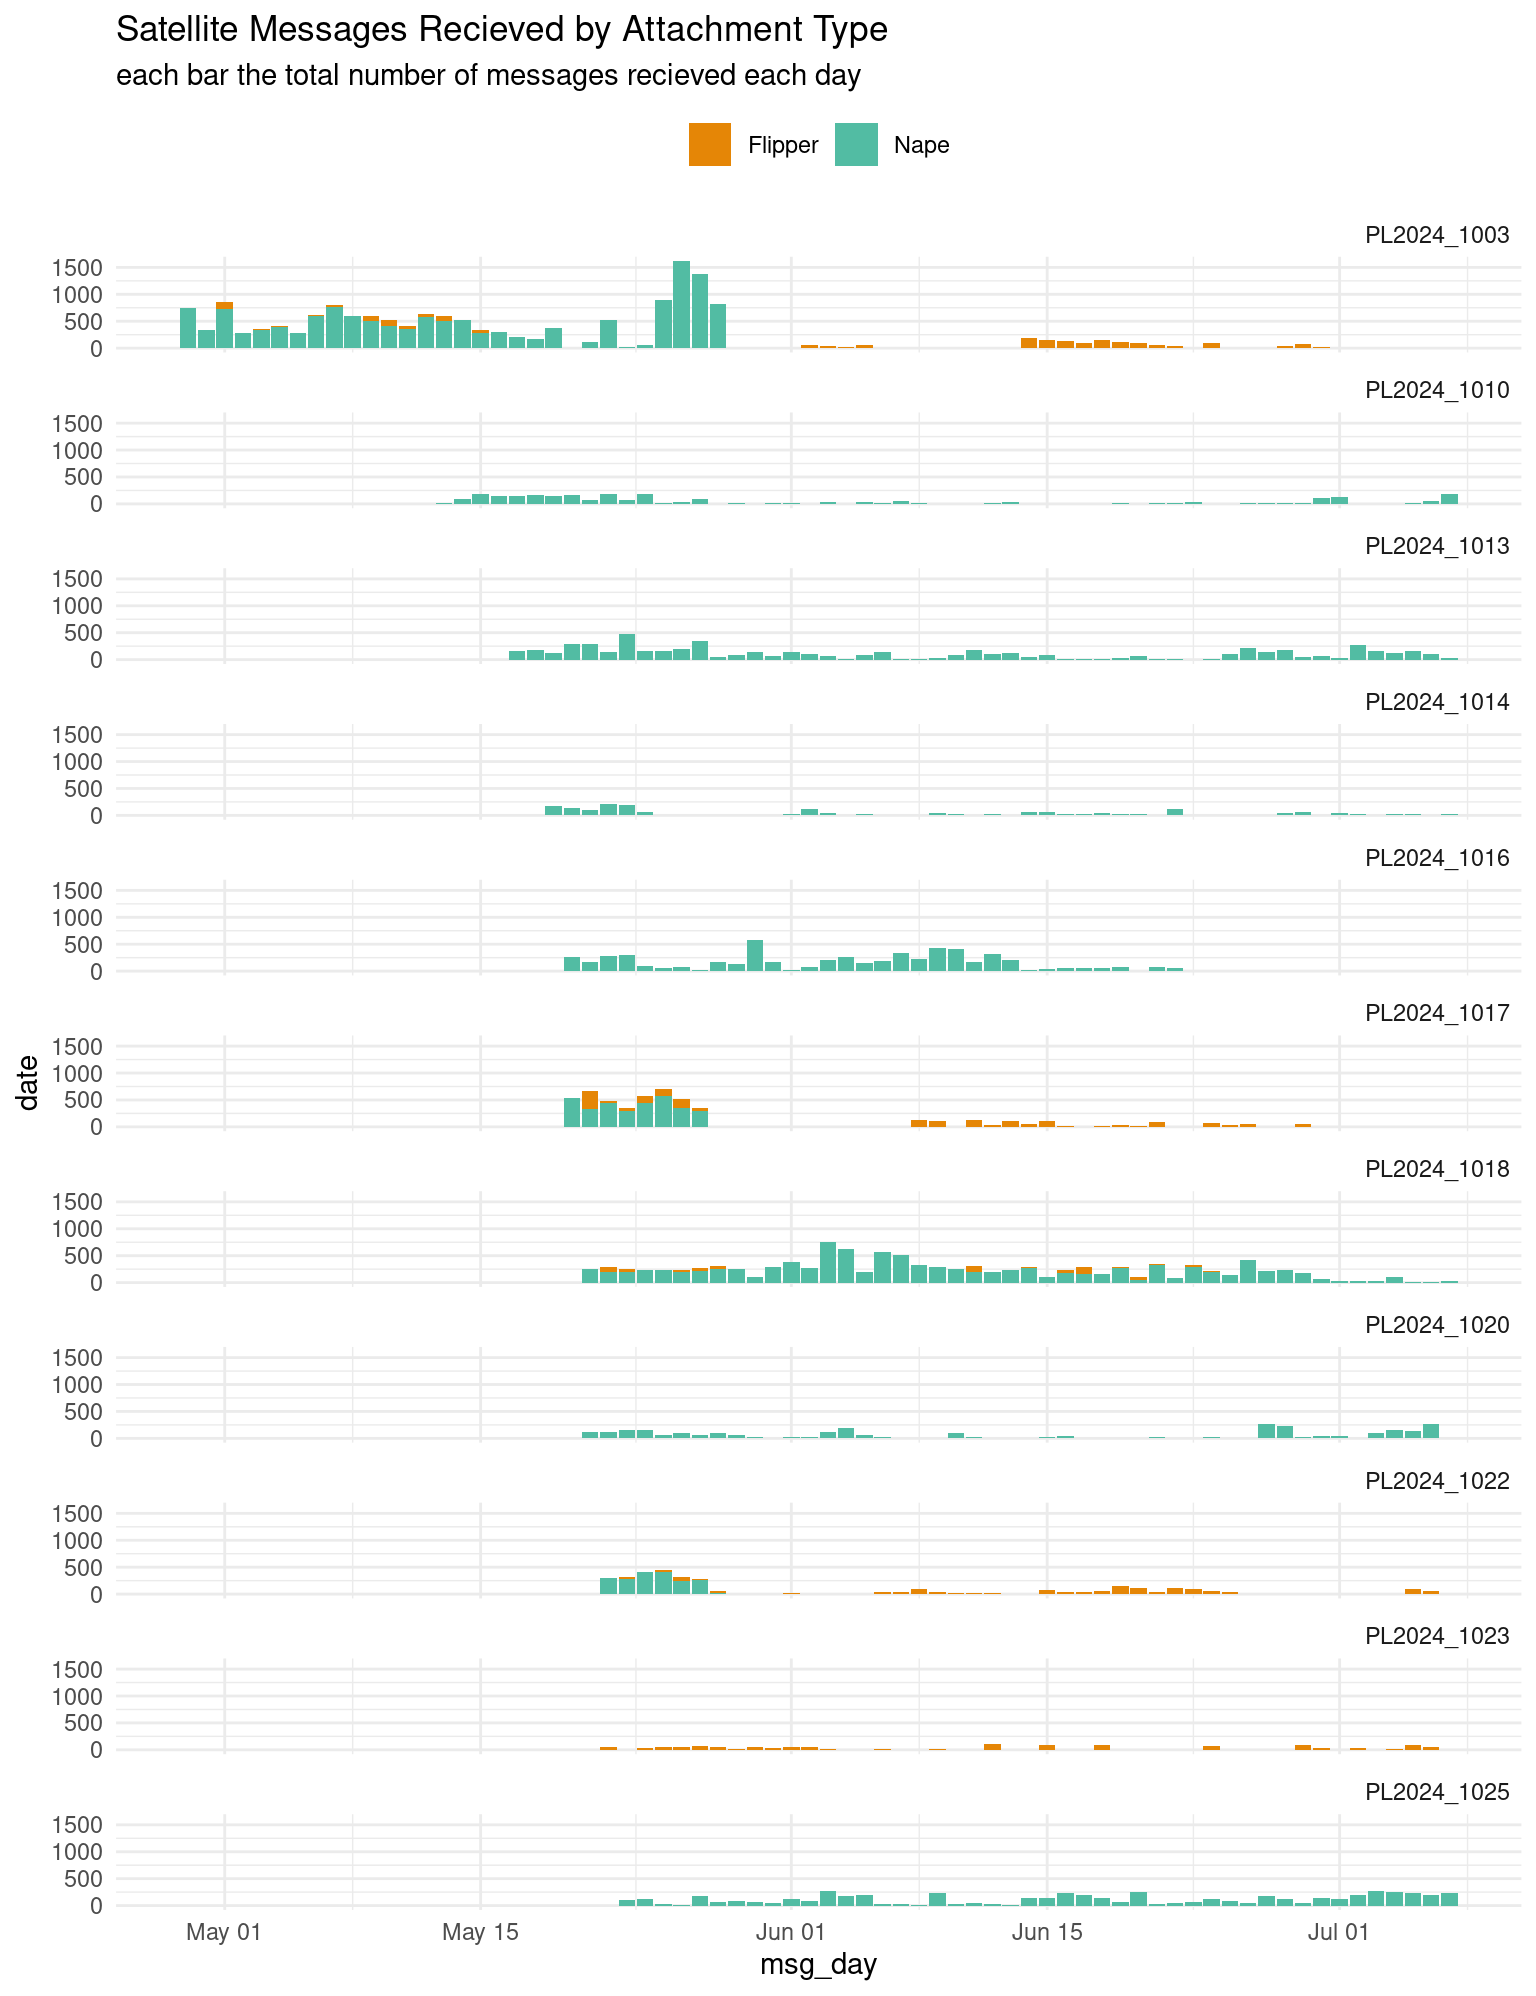 Satellite Messages Recieved by Attachment Type
each bar the total number of messages recieved each day
Flipper Nape
PL2024_1003
1500
1000
500
0
PL2024_1010
1500
1000
500
0
PL2024_1013
1500
1000
500
0
PL2024_1014
1500
1000
500
0
PL2024_1016
1500
1000
500
0
PL2024_1017
1500
1000
500
0
date
PL2024_1018
1500
1000
500
0
PL2024_1020
1500
1000
500
0
PL2024_1022
1500
1000
500
0
PL2024_1023
1500
1000
500
0
PL2024_1025
1500
1000
500
0
May 01 May 15 Jun 01 Jun 15 Jul 01
msg_day